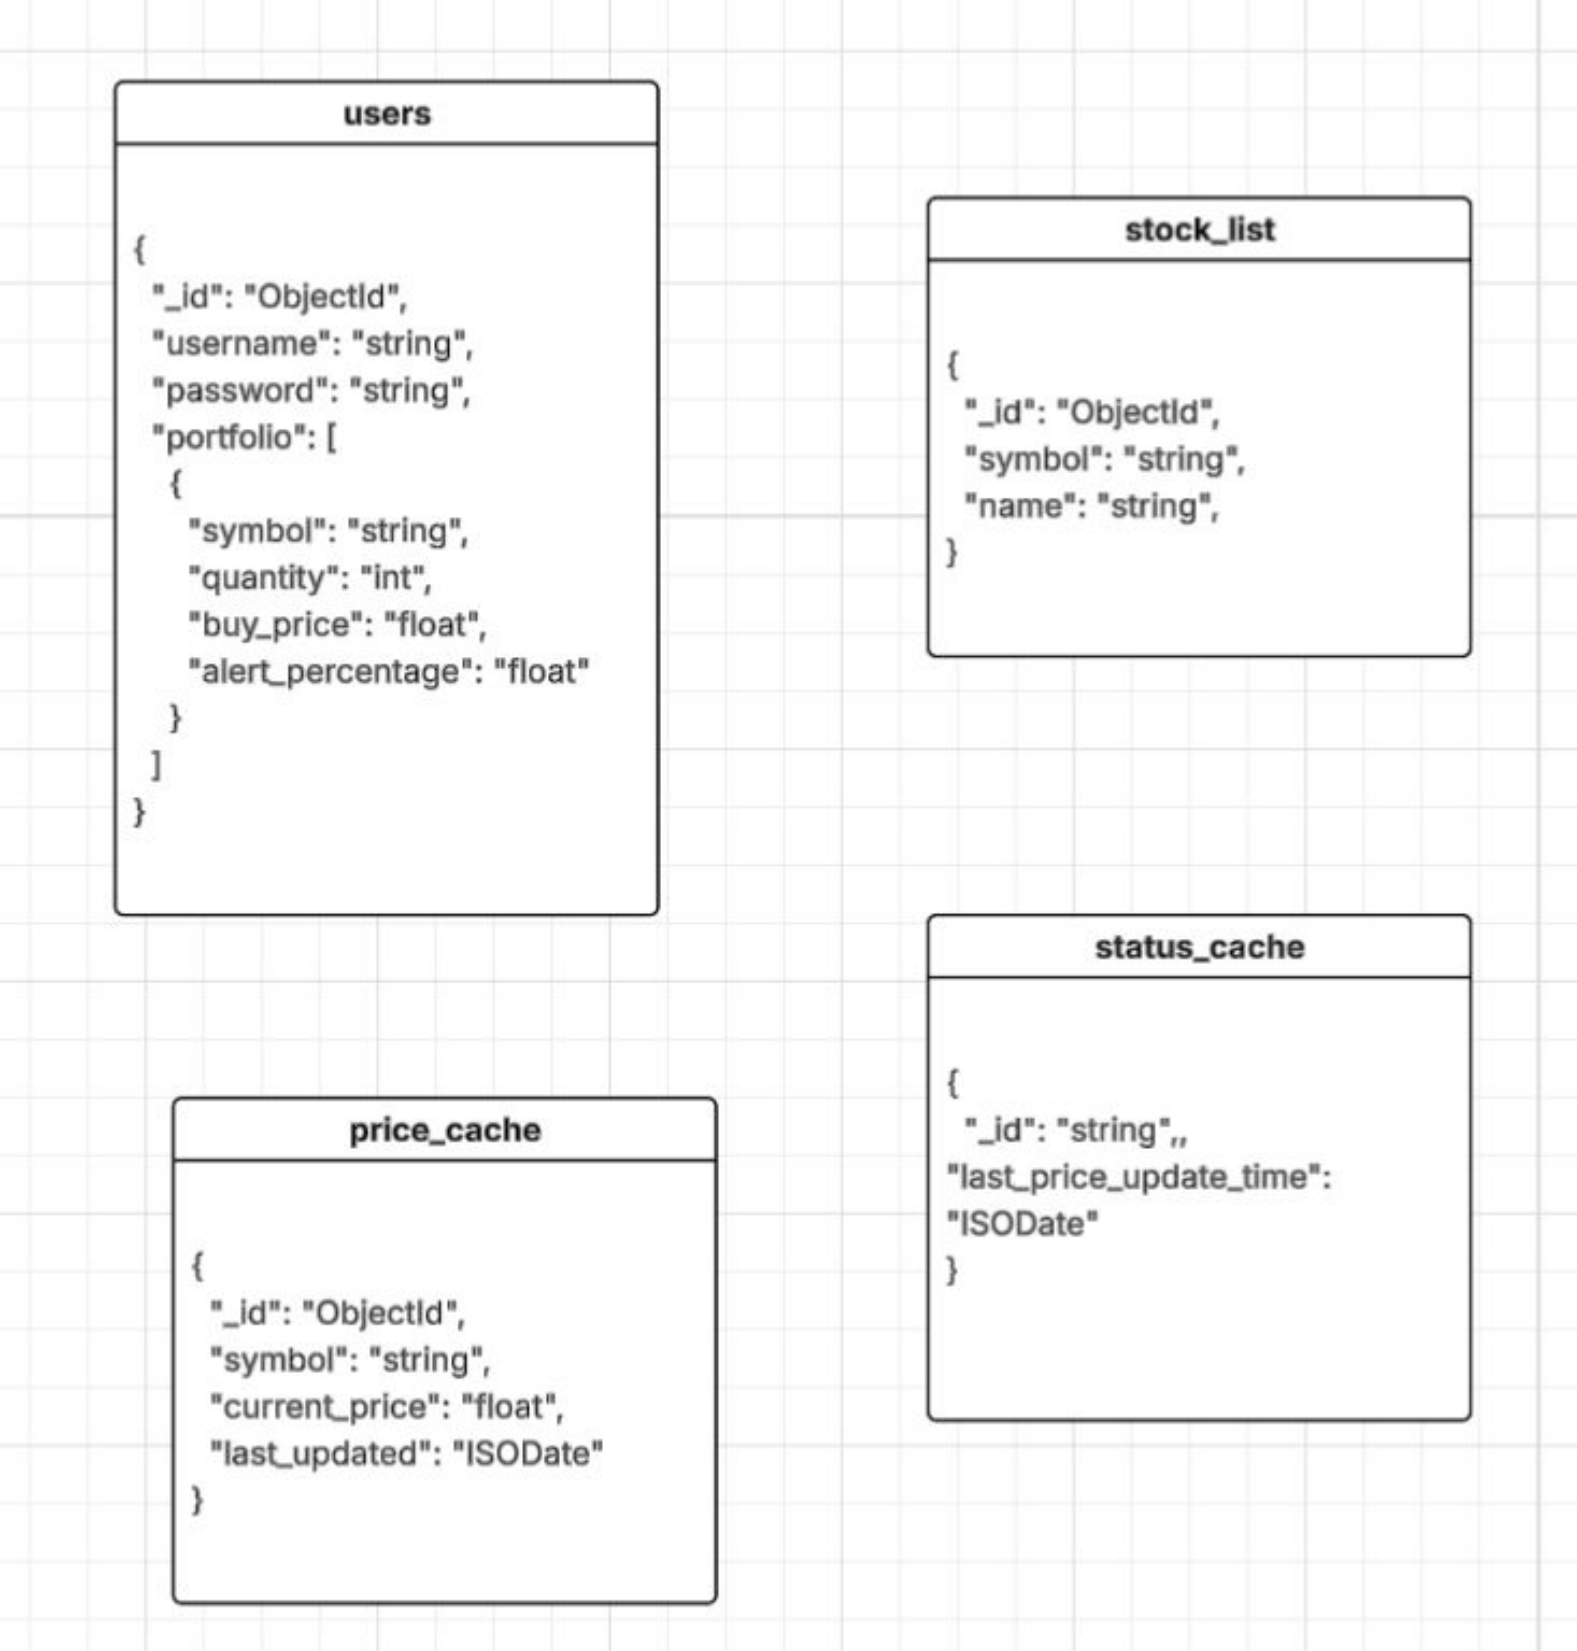 users
{
"_id": "ObjectId",
"username": "string",
"password": "string",
"portfolio": [
{
"symbol": "string",
"quantity": "int",
"buy_price": "float",
"alert_percentage": "float"
}
]
}
stock_list
{
"_id": "ObjectId",
"symbol": "string",
"name": "string",
}
price_cache
{
"_id": "ObjectId",
"symbol": "string",
"current_price": "float",
"last_updated": "ISODate"
}
status_cache
{
"_id": "string",,
"last_price_update_time":
"ISODate"
}